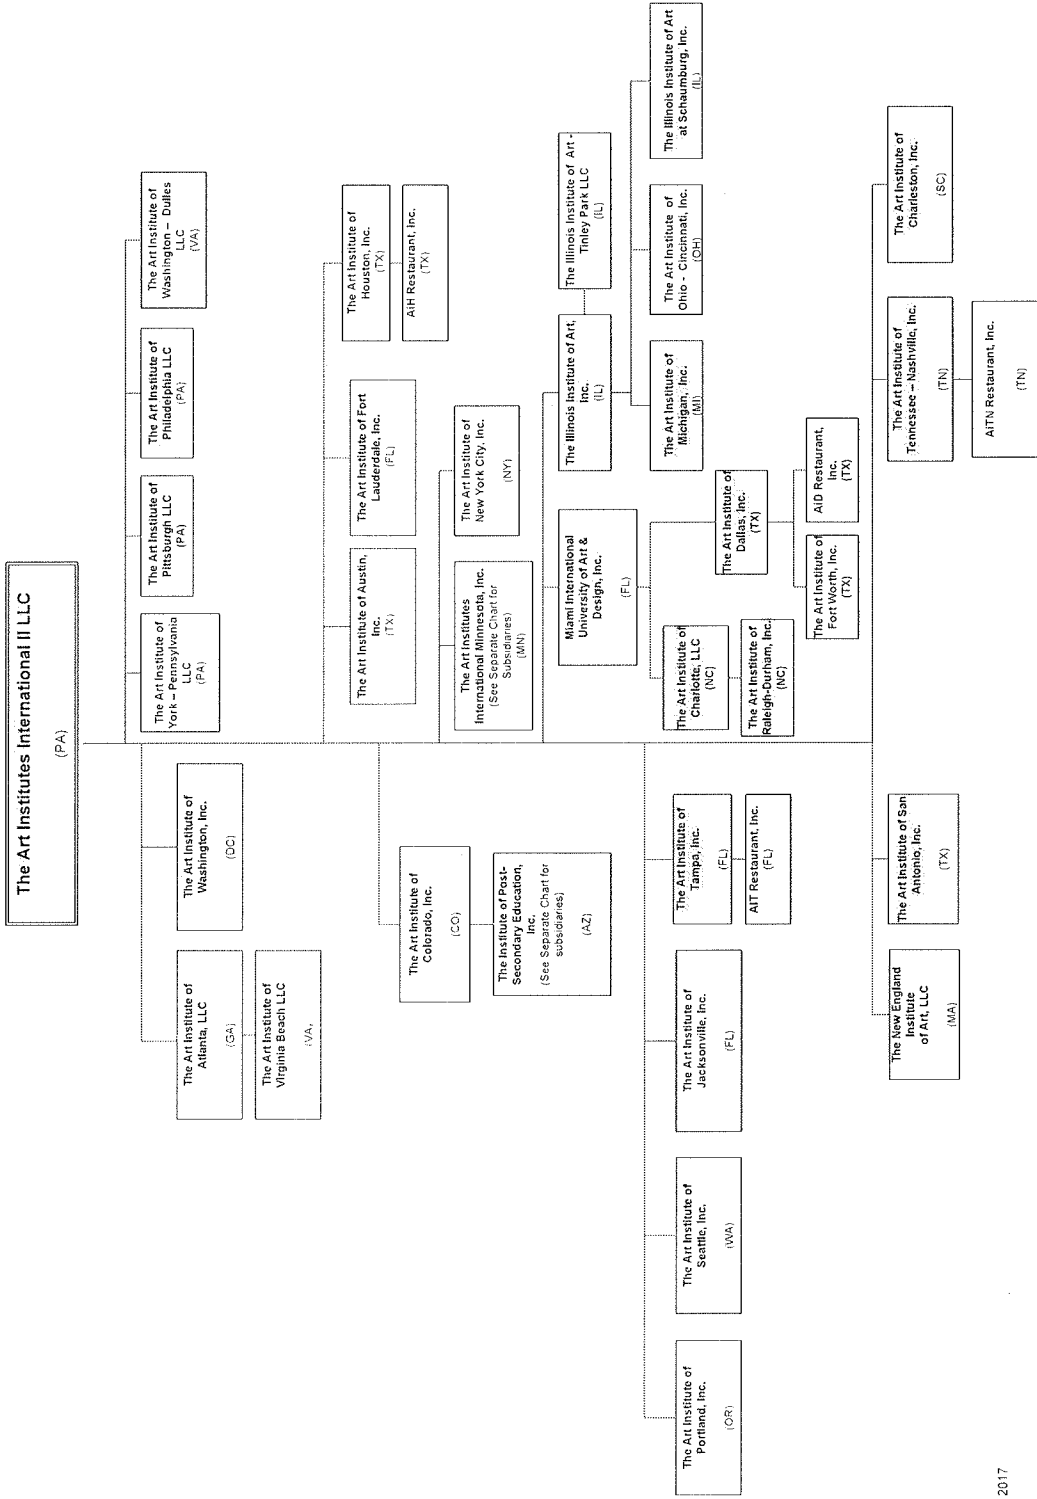 The Art Institutes International II LLC
(PA)
The Art Institute of
York – Pennsylvania
LLC
(PA)
The Art Institute of
Pittsburgh LLC
(PA)
The Art Institute of
Philadelphia LLC
(PA)
The Art Institute of
Washington – Dulles
LLC
(VA)
The Art Institute of
Atlanta, LLC
(GA)
The Art Institute of
Virginia Beach LLC
(VA,
The Art Institute of
Washington, Inc.
(DC)
The Art Institute of Austin,
Inc.
(TX)
The Art Institute of Fort
Lauderdale, Inc.
(FL)
The Art Institute of
Houston, Inc.
(TX)
AiH Restaurant, Inc.
(TX)
The Art Institute of
Colorado, Inc.
(CO)
The Institute of Post-
Secondary Education,
Inc.
(See Separate Chart for
subsidiaries)
(AZ)
The Art Institutes
International Minnesota, Inc.
(See Separate Chart for
Subsidiaries)
(MN)
The Art Institute of
New York City, Inc.
(NY)
Miami International
University of Art &
Design, Inc.
(FL)
The Illinois Institute of Art,
Inc.
(IL)
The Illinois Institute of Art -
Tinley Park LLC
(IL)
The Art Institute of
Michigan, Inc.
(MI)
The Art Institute of
Ohio - Cincinnati, Inc.
(OH)
The Illinois Institute of Art
at Schaumburg, Inc.
(IL)
The Art Institute of
Charlotte, LLC
(NC)
The Art Institute of
Raleigh-Durham, Inc.
(NC)
The Art Institute of
Dallas, Inc.
(TX)
The Art Institute of
Fort Worth, Inc.
(TX)
AiD Restaurant,
Inc.
(TX)
The Art Institute of
Portland, Inc.
(OR)
The Art Institute of
Seattle, Inc.
(WA)
The Art Institute of
Jacksonville, Inc.
(FL)
The Art Institute of
Tampa, Inc.
(FL)
AIT Restaurant, Inc.
(FL)
The New England
Institute
of Art, LLC
(MA)
The Art Institute of San
Antonio, Inc.
(TX)
The Art Institute of
Tennessee – Nashville, Inc.
(TN)
AiTN Restaurant, Inc.
(TN)
The Art Institute of
Charleston, Inc.
(SC)
2017